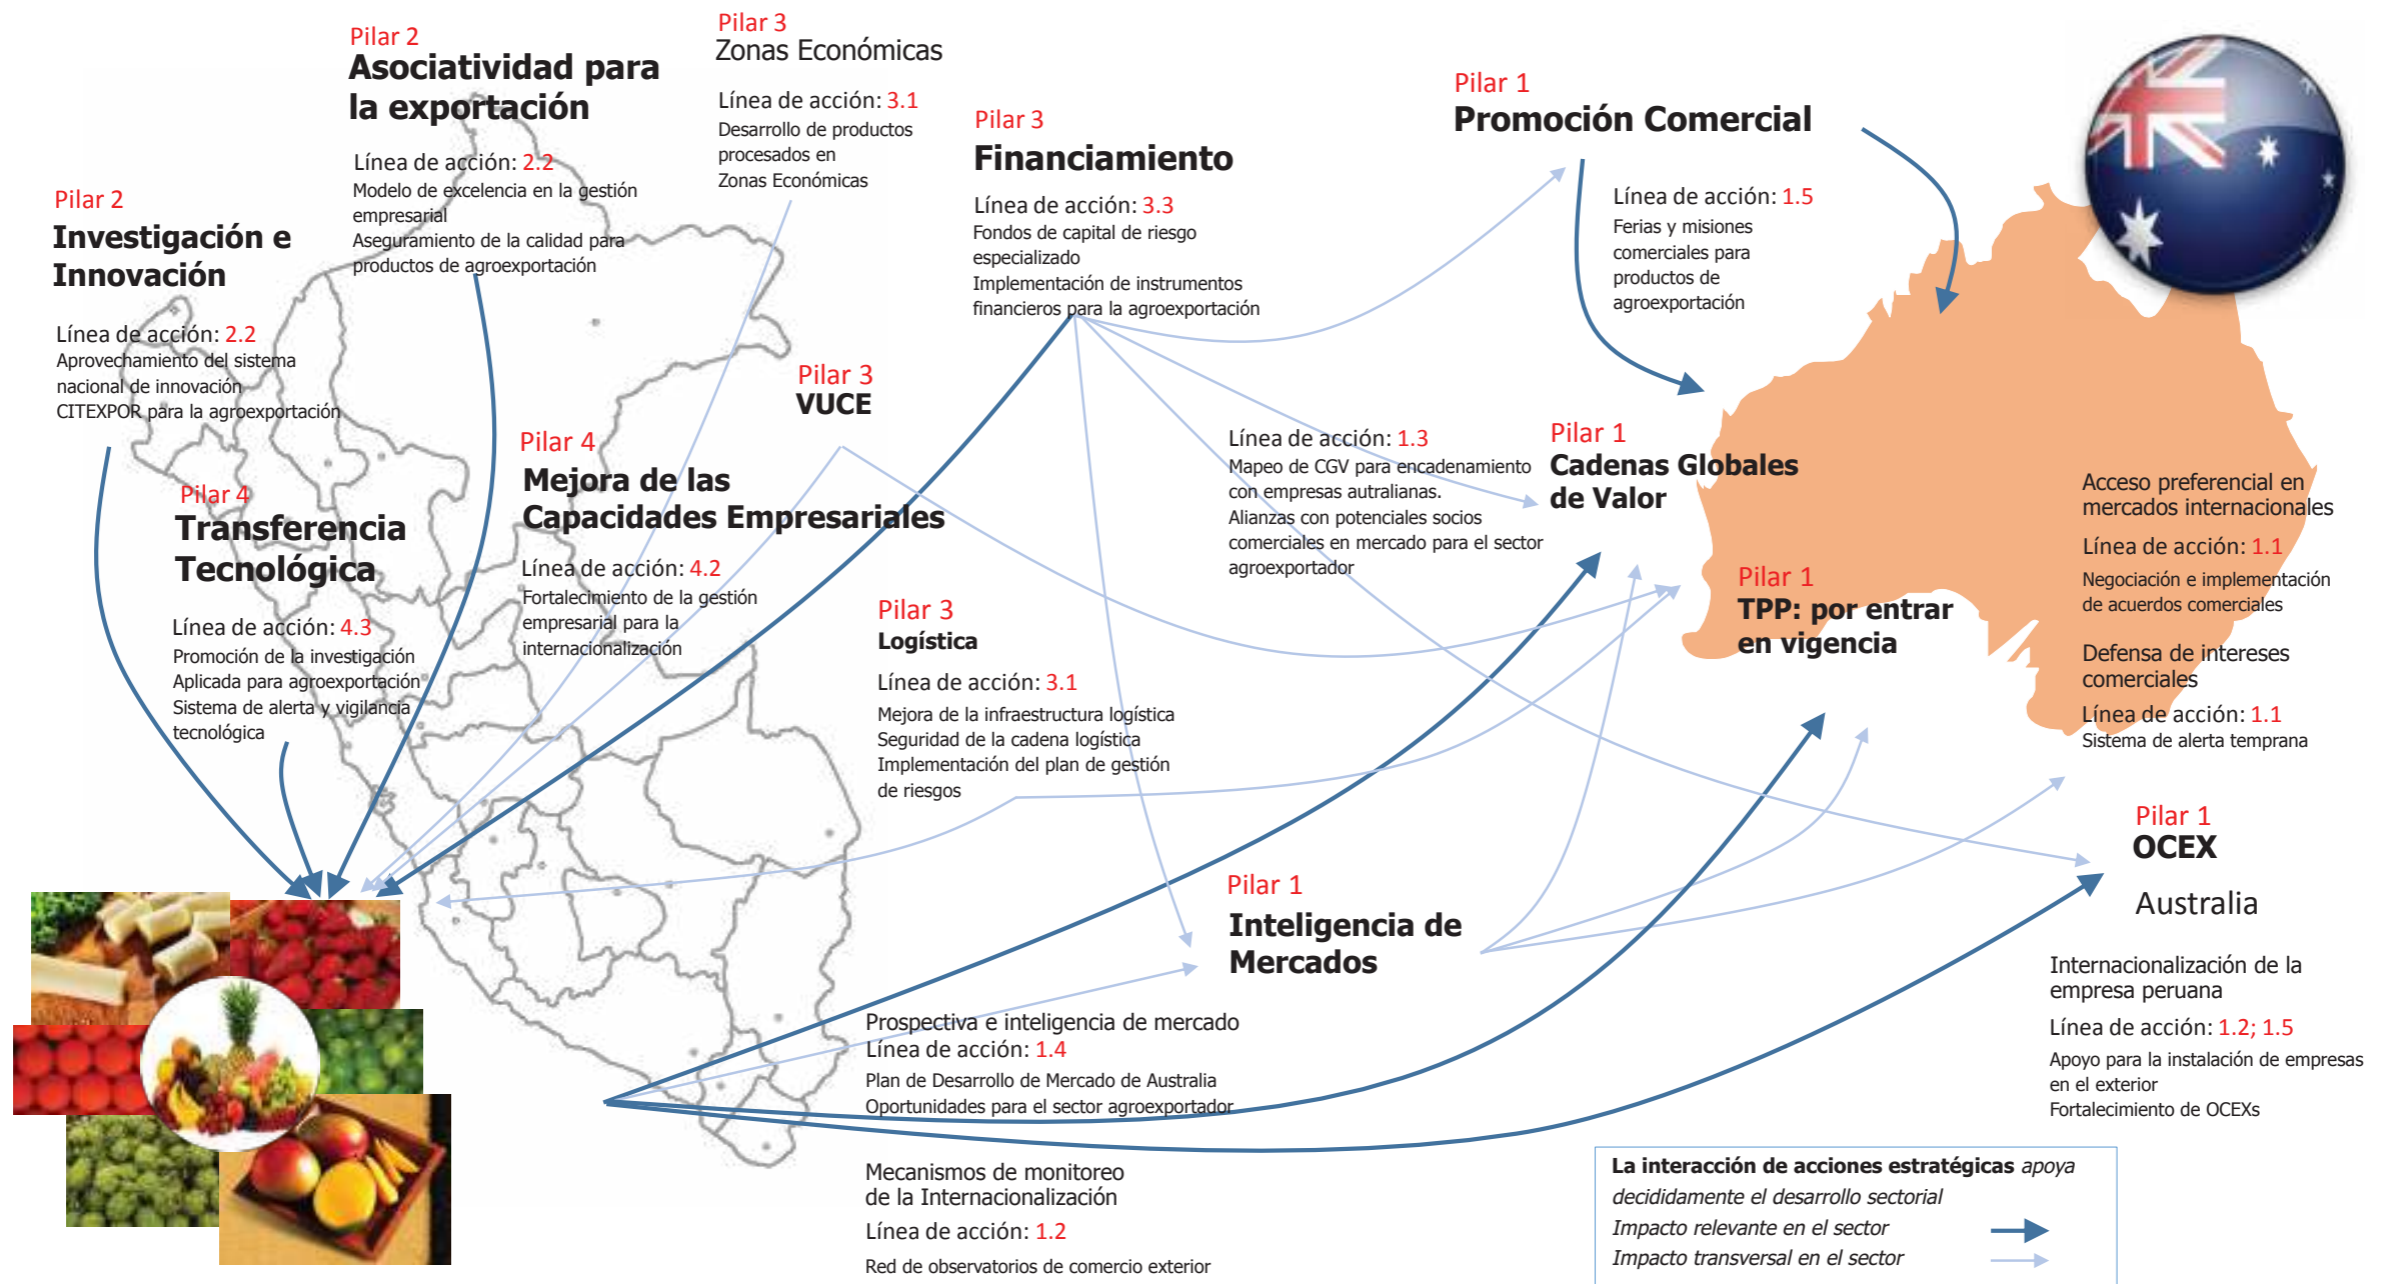 Pilar 2
Investigación e
Innovación
Línea de acción: 2.2
Aprovechamiento del sistema
nacional de innovación
CITEXPOR para la agroexportación
Pilar 2
Asociatividad para
la exportación
Línea de acción: 2.2
Modelo de excelencia en la gestión
empresarial
Aseguramiento de la calidad para
productos de agroexportación
Pilar 3
Zonas Económicas
Línea de acción: 3.1
Desarrollo de productos
procesados en
Zonas Económicas
Pilar 3
Financiamiento
Línea de acción: 3.3
Fondos de capital de riesgo
especializado
Implementación de instrumentos
financieros para la agroexportación
Pilar 1
Promoción Comercial
Línea de acción: 1.5
Ferias y misiones
comerciales para
productos de
agroexportación
Pilar 3
VUCE
Pilar 4
Transferencia
Tecnológica
Línea de acción: 4.3
Promoción de la investigación
Aplicada para agroexportación
Sistema de alerta y vigilancia
tecnológica
Pilar 4
Mejora de las
Capacidades Empresariales
Línea de acción: 4.2
Fortalecimiento de la gestión
empresarial para la
internacionalización
Pilar 3
Logística
Línea de acción: 3.1
Mejora de la infraestructura logística
Seguridad de la cadena logística
Implementación del plan de gestión
de riesgos
Línea de acción: 1.3
Mapeo de CGV para encadenamiento
con empresas autralianas.
Alianzas con potenciales socios
comerciales en mercado para el sector
agroexportador
Pilar 1
Cadenas Globales
de Valor
Pilar 1
TPP: por entrar
en vigencia
Acceso preferencial en
mercados internacionales
Línea de acción: 1.1
Negociación e implementación
de acuerdos comerciales
Defensa de intereses
comerciales
Línea de acción: 1.1
Sistema de alerta temprana
Pilar 1
OCEX
Australia
Internacionalización de la
empresa peruana
Línea de acción: 1.2; 1.5
Apoyo para la instalación de empresas
en el exterior
Fortalecimiento de OCEXs
Pilar 1
Inteligencia de
Mercados
Prospectiva e inteligencia de mercado
Línea de acción: 1.4
Plan de Desarrollo de Mercado de Australia
Oportunidades para el sector agroexportador
Mecanismos de monitoreo
de la Internacionalización
Línea de acción: 1.2
Red de observatorios de comercio exterior
La interacción de acciones estratégicas apoya
decididamente el desarrollo sectorial
Impacto relevante en el sector
Impacto transversal en el sector